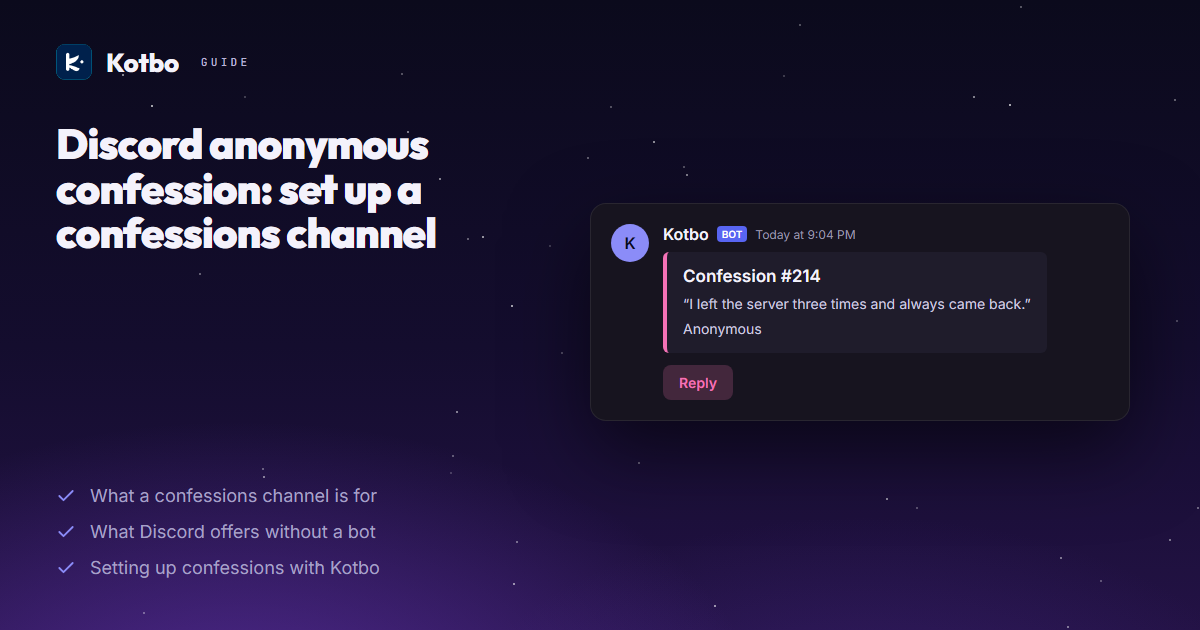 Kotbo GUIDE
Discord anonymous
confession: set up a
confessions channel
K
Kotbo BOT Today at 9:04 PM
Confession #214
“I left the server three times and always came back.”
Anonymous
Reply
What a confessions channel is for
What Discord offers without a bot
Setting up confessions with Kotbo